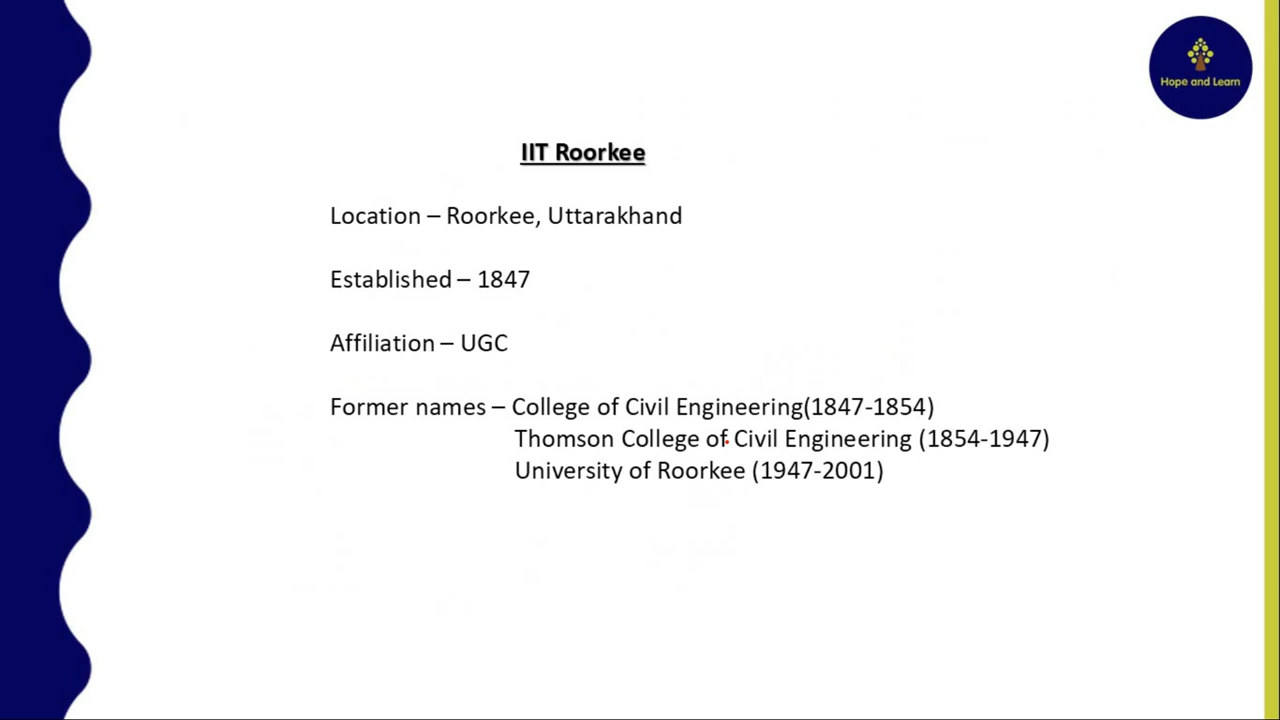 Hope and Learn
IIT Roorkee
Location – Roorkee, Uttarakhand
Established – 1847
Affiliation – UGC
Former names – College of Civil Engineering(1847-1854)
Thomson College of Civil Engineering (1854-1947)
University of Roorkee (1947-2001)